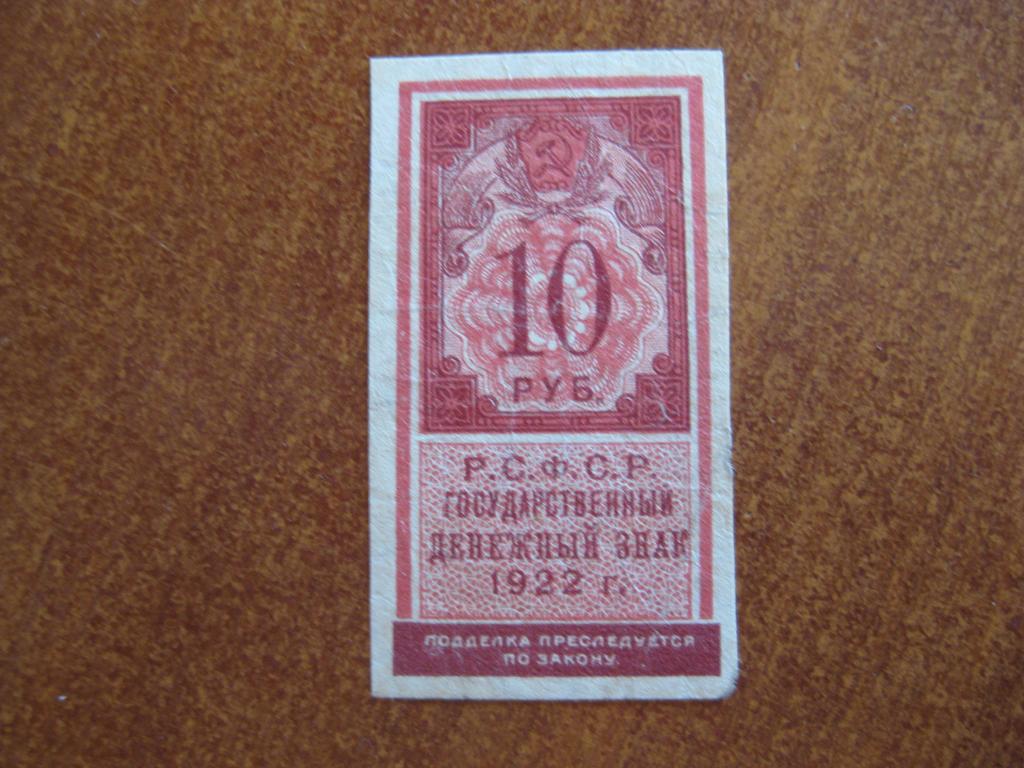 10
РУБ.
Р.С.Ф.С.Р.
ГОСУДАРСТВЕННЫЙ
ДЕНЕЖНЫЙ ЗНАК
1922 г.
ПОДДЕЛКА ПРЕСЛЕДУЕТСЯ
ПО ЗАКОНУ.